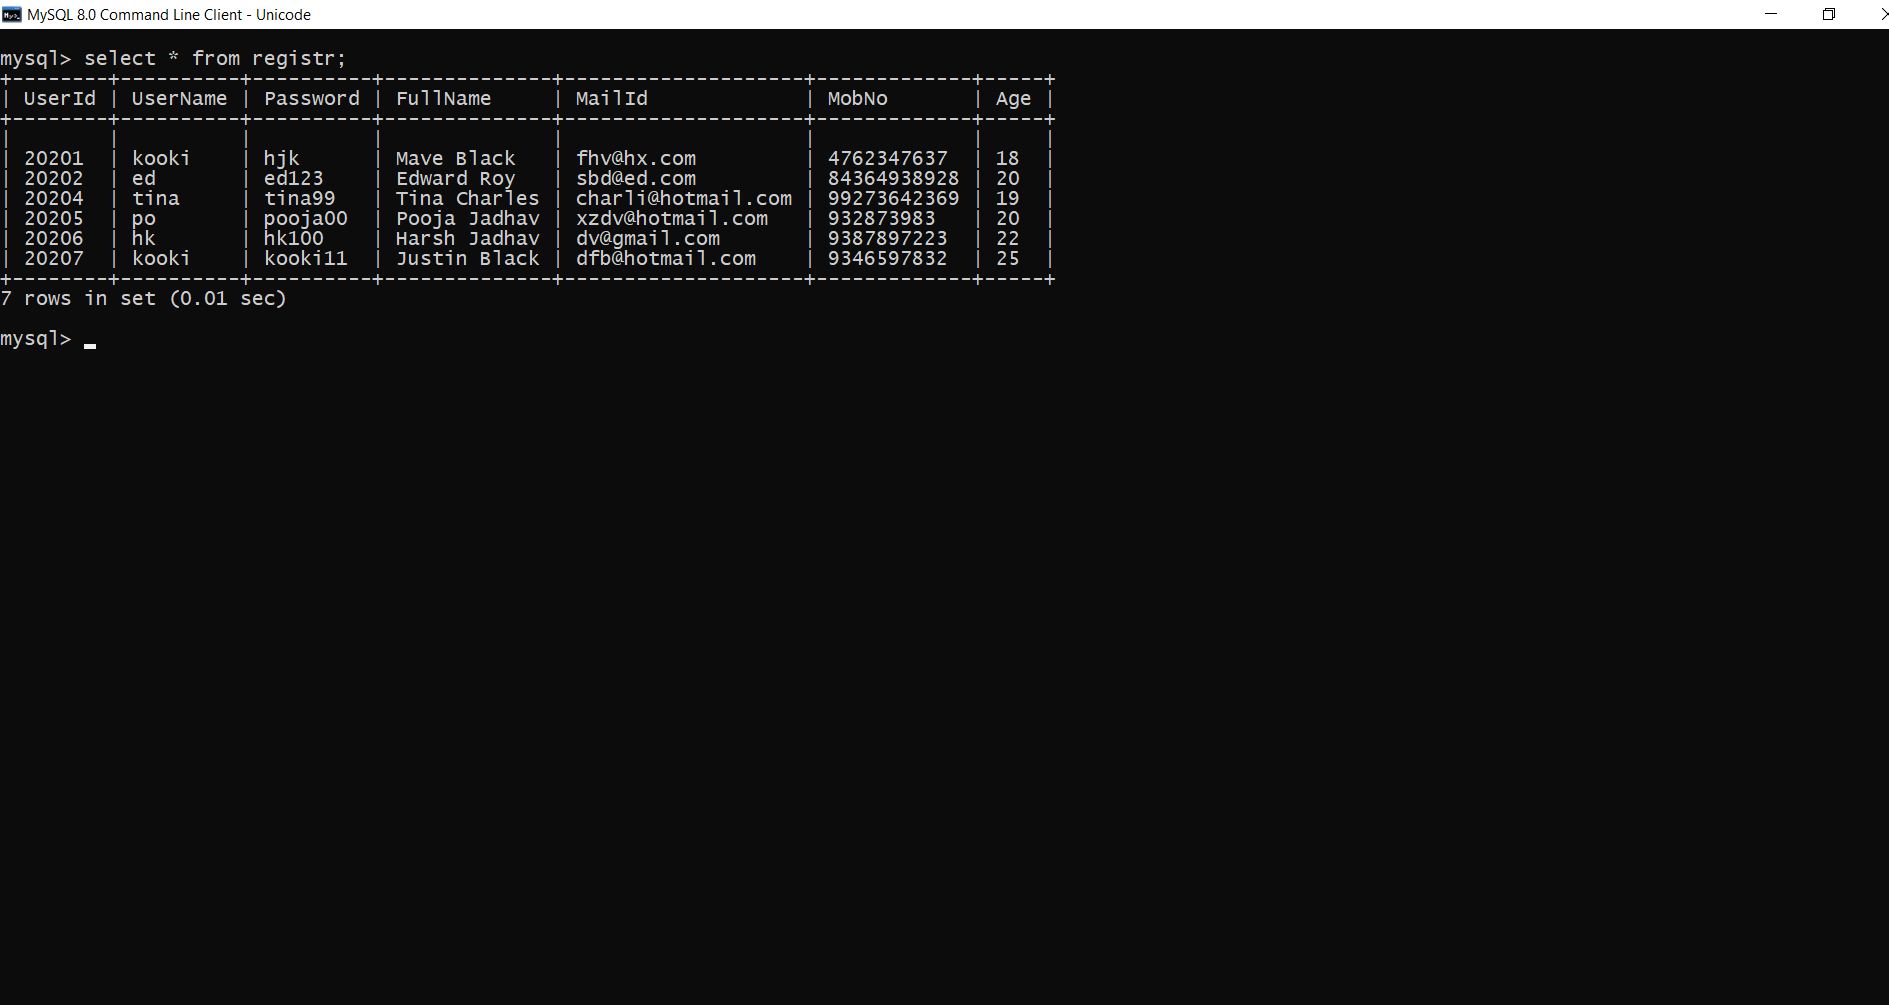 MySQL 8.0 Command Line Client - Unicode
mysql> select * from registr;
+--------+----------+----------+--------------+--------------------+-------------+-----+
| UserId | UserName | Password | FullName     | MailId             | MobNo       | Age |
+--------+----------+----------+--------------+--------------------+-------------+-----+
|        |          |          |              |                    |             |     |
| 20201  | kooki    | hjk      | Mave Black   | fhv@hx.com         | 4762347637  | 18  |
| 20202  | ed       | ed123    | Edward Roy   | sbd@ed.com         | 84364938928 | 20  |
| 20204  | tina     | tina99   | Tina Charles | charli@hotmail.com | 99273642369 | 19  |
| 20205  | po       | pooja00  | Pooja Jadhav | xzdv@hotmail.com   | 932873983   | 20  |
| 20206  | hk       | hk100    | Harsh Jadhav | dv@gmail.com       | 9387897223  | 22  |
| 20207  | kooki    | kooki11  | Justin Black | dfb@hotmail.com    | 9346597832  | 25  |
+--------+----------+----------+--------------+--------------------+-------------+-----+
7 rows in set (0.01 sec)
mysql> _